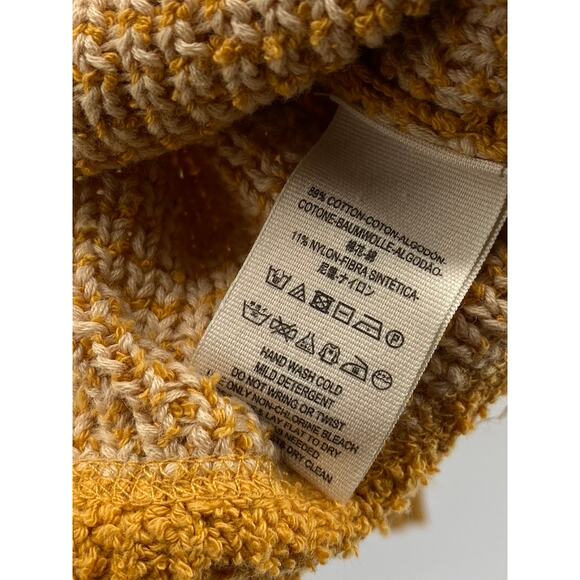 89% COTTON-COTON-ALGODÓN-
COTONE-BAUMWOLLE-ALGODAO-
棉花-綿
11% NYLON-FIBRA SINTETICA-
尼龍-ナイロン
HAND WASH COLD
MILD DETERGENT
DO NOT WRING OR TWIST
ONLY NON-CHLORINE BLEACH
& LAY FLAT TO DRY
NEEDED
DRY CLEAN